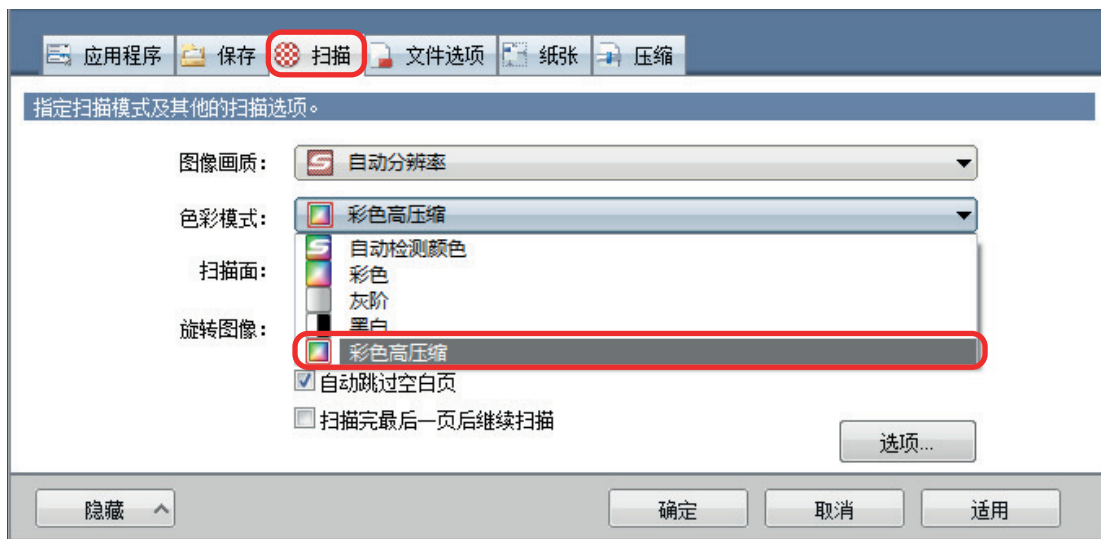 应用程序 保存 扫描 文件选项 纸张 压缩
指定扫描模式及其他的扫描选项。
图像画质: 自动分辨率
色彩模式: 彩色高压缩
自动检测颜色
扫描面: 彩色
灰阶
旋转图像: 黑白
彩色高压缩
自动跳过空白页
扫描完最后一页后继续扫描
选项...
隐藏 确定 取消 适用